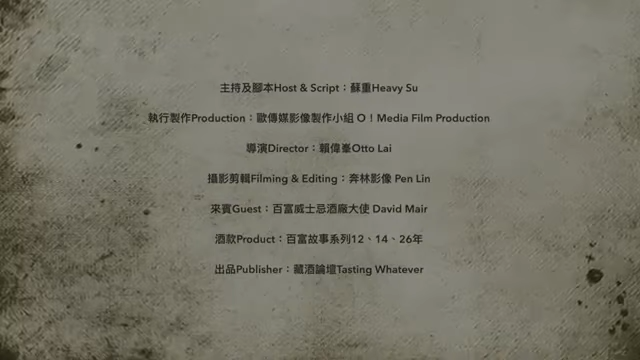 主持及腳本Host & Script：蘇重Heavy Su
執行製作Production：歐傳媒影像製作小組 O！Media Film Production
導演Director：賴偉峯Otto Lai
攝影剪輯Filming & Editing：奔林影像 Pen Lin
來賓Guest：百富威士忌酒廠大使 David Mair
酒款Product：百富故事系列12、14、26年
出品Publisher：藏酒論壇Tasting Whatever